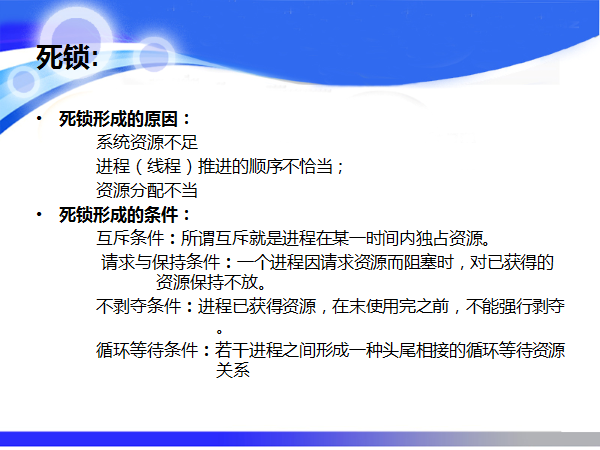 死锁:
• 死锁形成的原因：
系统资源不足
进程（线程）推进的顺序不恰当；
资源分配不当
• 死锁形成的条件：
互斥条件：所谓互斥就是进程在某一时间内独占资源。
请求与保持条件：一个进程因请求资源而阻塞时，对已获得的
资源保持不放。
不剥夺条件：进程已获得资源，在末使用完之前，不能强行剥夺
。
循环等待条件：若干进程之间形成一种头尾相接的循环等待资源
关系